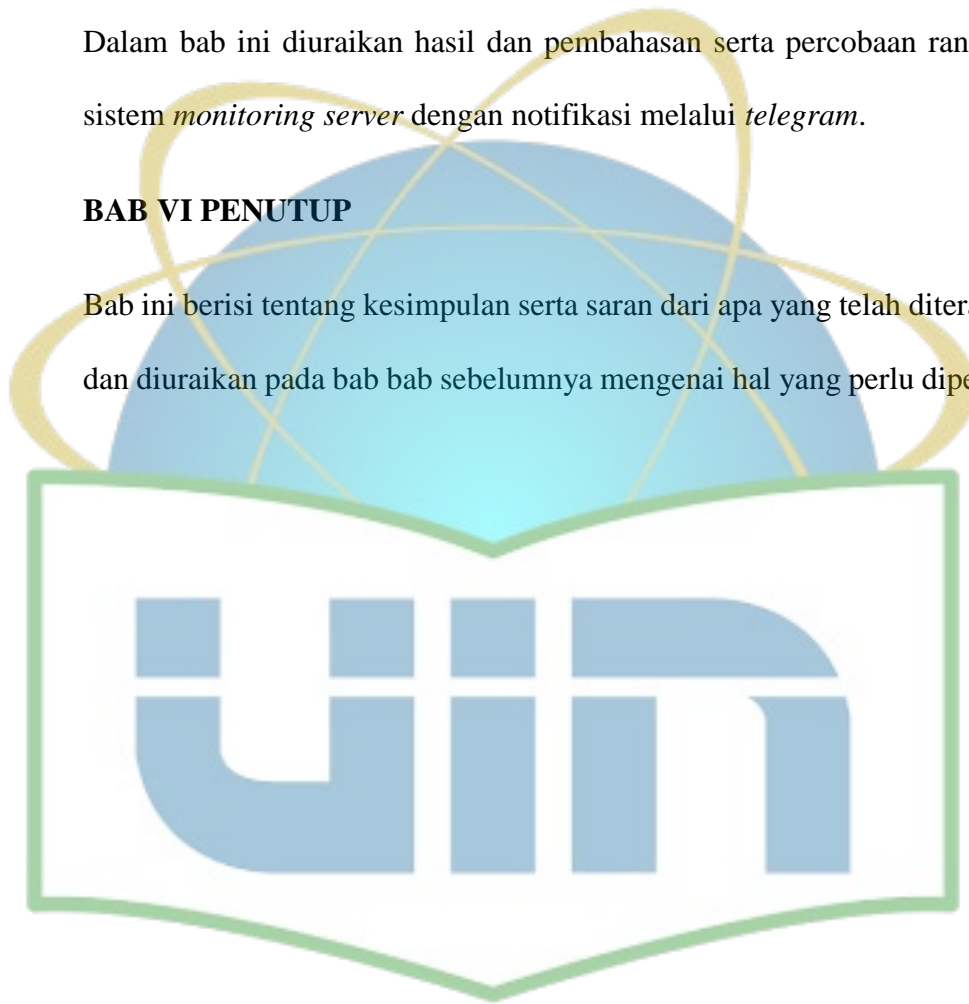 Dalam bab ini diuraikan hasil dan pembahasan serta percobaan ran
sistem monitoring server dengan notifikasi melalui telegram.
BAB VI PENUTUP
Bab ini berisi tentang kesimpulan serta saran dari apa yang telah ditera
dan diuraikan pada bab bab sebelumnya mengenai hal yang perlu dipe
uin